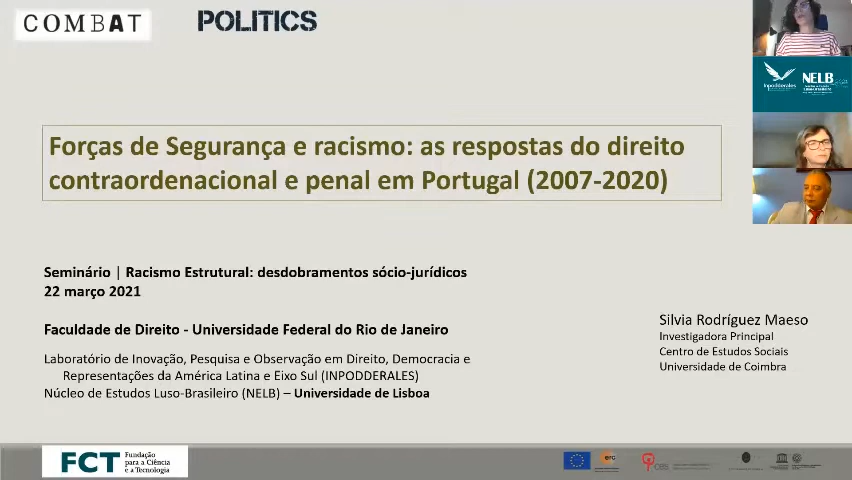 COMBAT
POLITICS
Forças de Segurança e racismo: as respostas do direito
contraordenacional e penal em Portugal (2007-2020)
Seminário | Racismo Estrutural: desdobramentos sócio-jurídicos
22 março 2021
Faculdade de Direito - Universidade Federal do Rio de Janeiro
Laboratório de Inovação, Pesquisa e Observação em Direito, Democracia e
Representações da América Latina e Eixo Sul (INPODDERALES)
Núcleo de Estudos Luso-Brasileiro (NELB) – Universidade de Lisboa
Silvia Rodríguez Maeso
Investigadora Principal
Centro de Estudos Sociais
Universidade de Coimbra
inpodderales
NELB
FCT
Fundação
para a Ciência
e a Tecnologia
erc